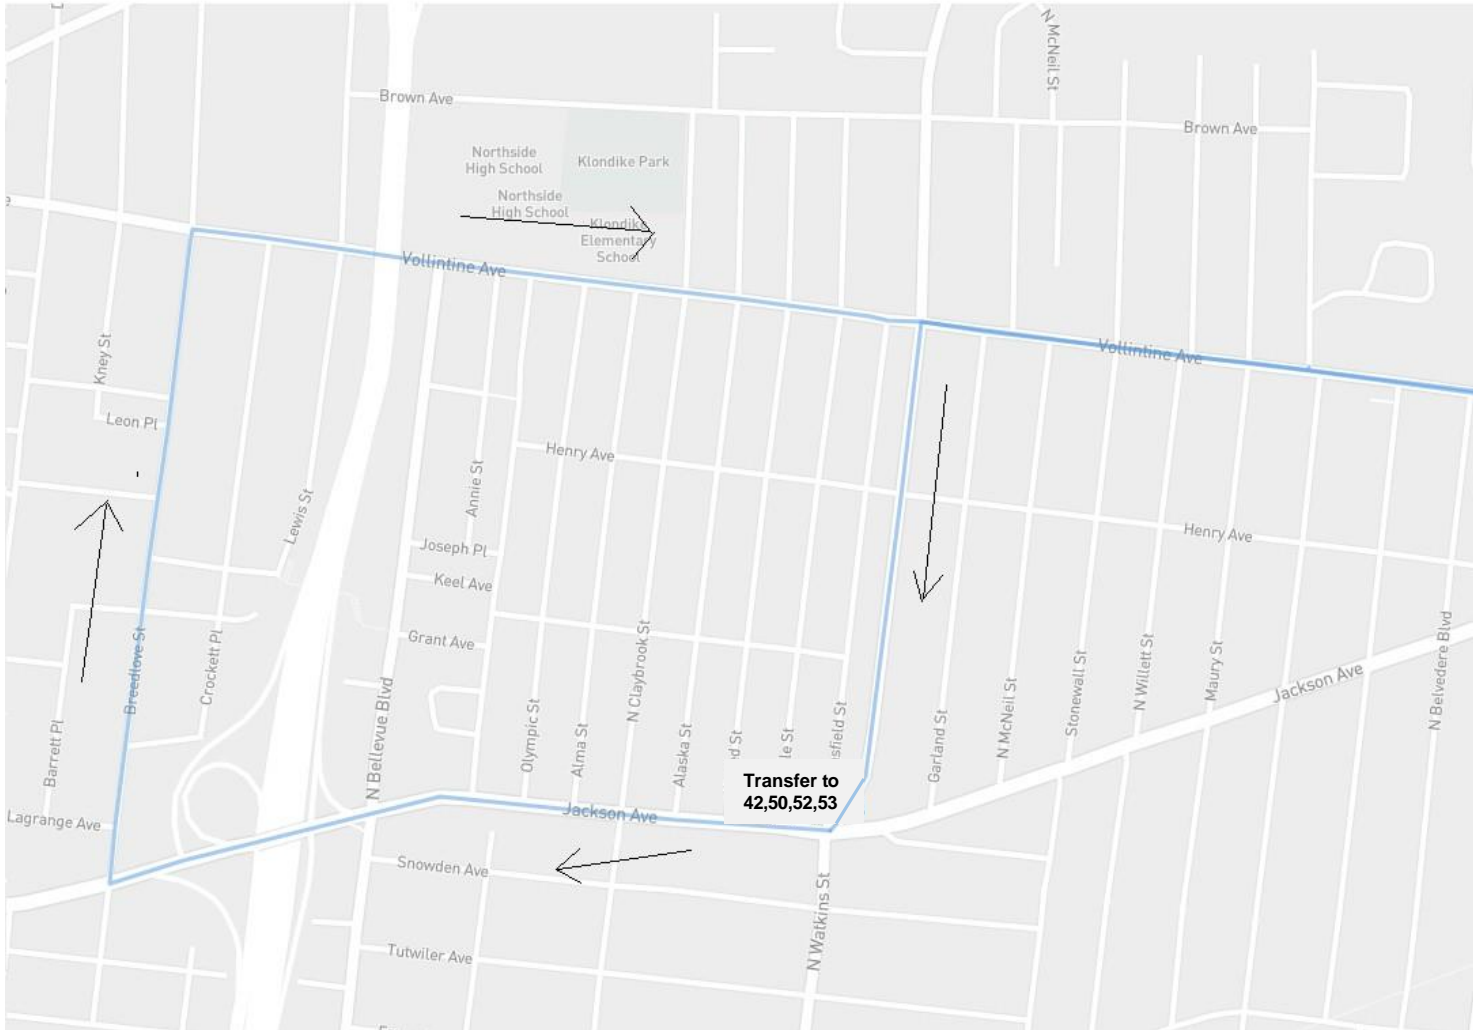 N McNeil St
Brown Ave
Brown Ave
Northside
High School
Klondike Park
Northside
High School
Klondike
Elementary
School
Vollintine Ave
Vollintine Ave
Kney St
Leon Pl
Henry Ave
Henry Ave
Annie St
Lewis St
Joseph Pl
Keel Ave
Grant Ave
Breedlove St
Crockett Pl
Barrett Pl
N Bellevue Blvd
Olympic St
Alma St
N Claybrook St
Alaska St
Garland St
N McNeil St
Stonewall St
N Willett St
Maury St
N Belvedere Blvd
Jackson Ave
Transfer to
42,50,52,53
Jackson Ave
Lagrange Ave
Snowden Ave
N Watkins St
Tutwiler Ave